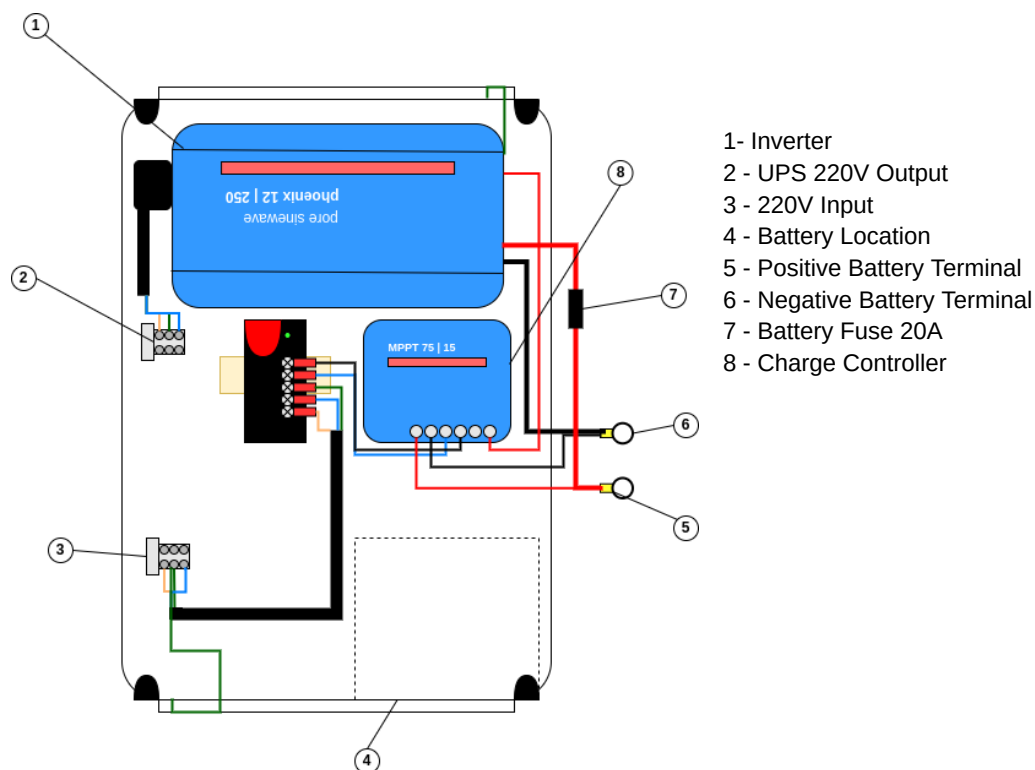 1
phoenix 12 | 250
pore sinewave
8
2
7
MPPT 75 | 15
6
5
3
4
1- Inverter
2 - UPS 220V Output
3 - 220V Input
4 - Battery Location
5 - Positive Battery Terminal
6 - Negative Battery Terminal
7 - Battery Fuse 20A
8 - Charge Controller